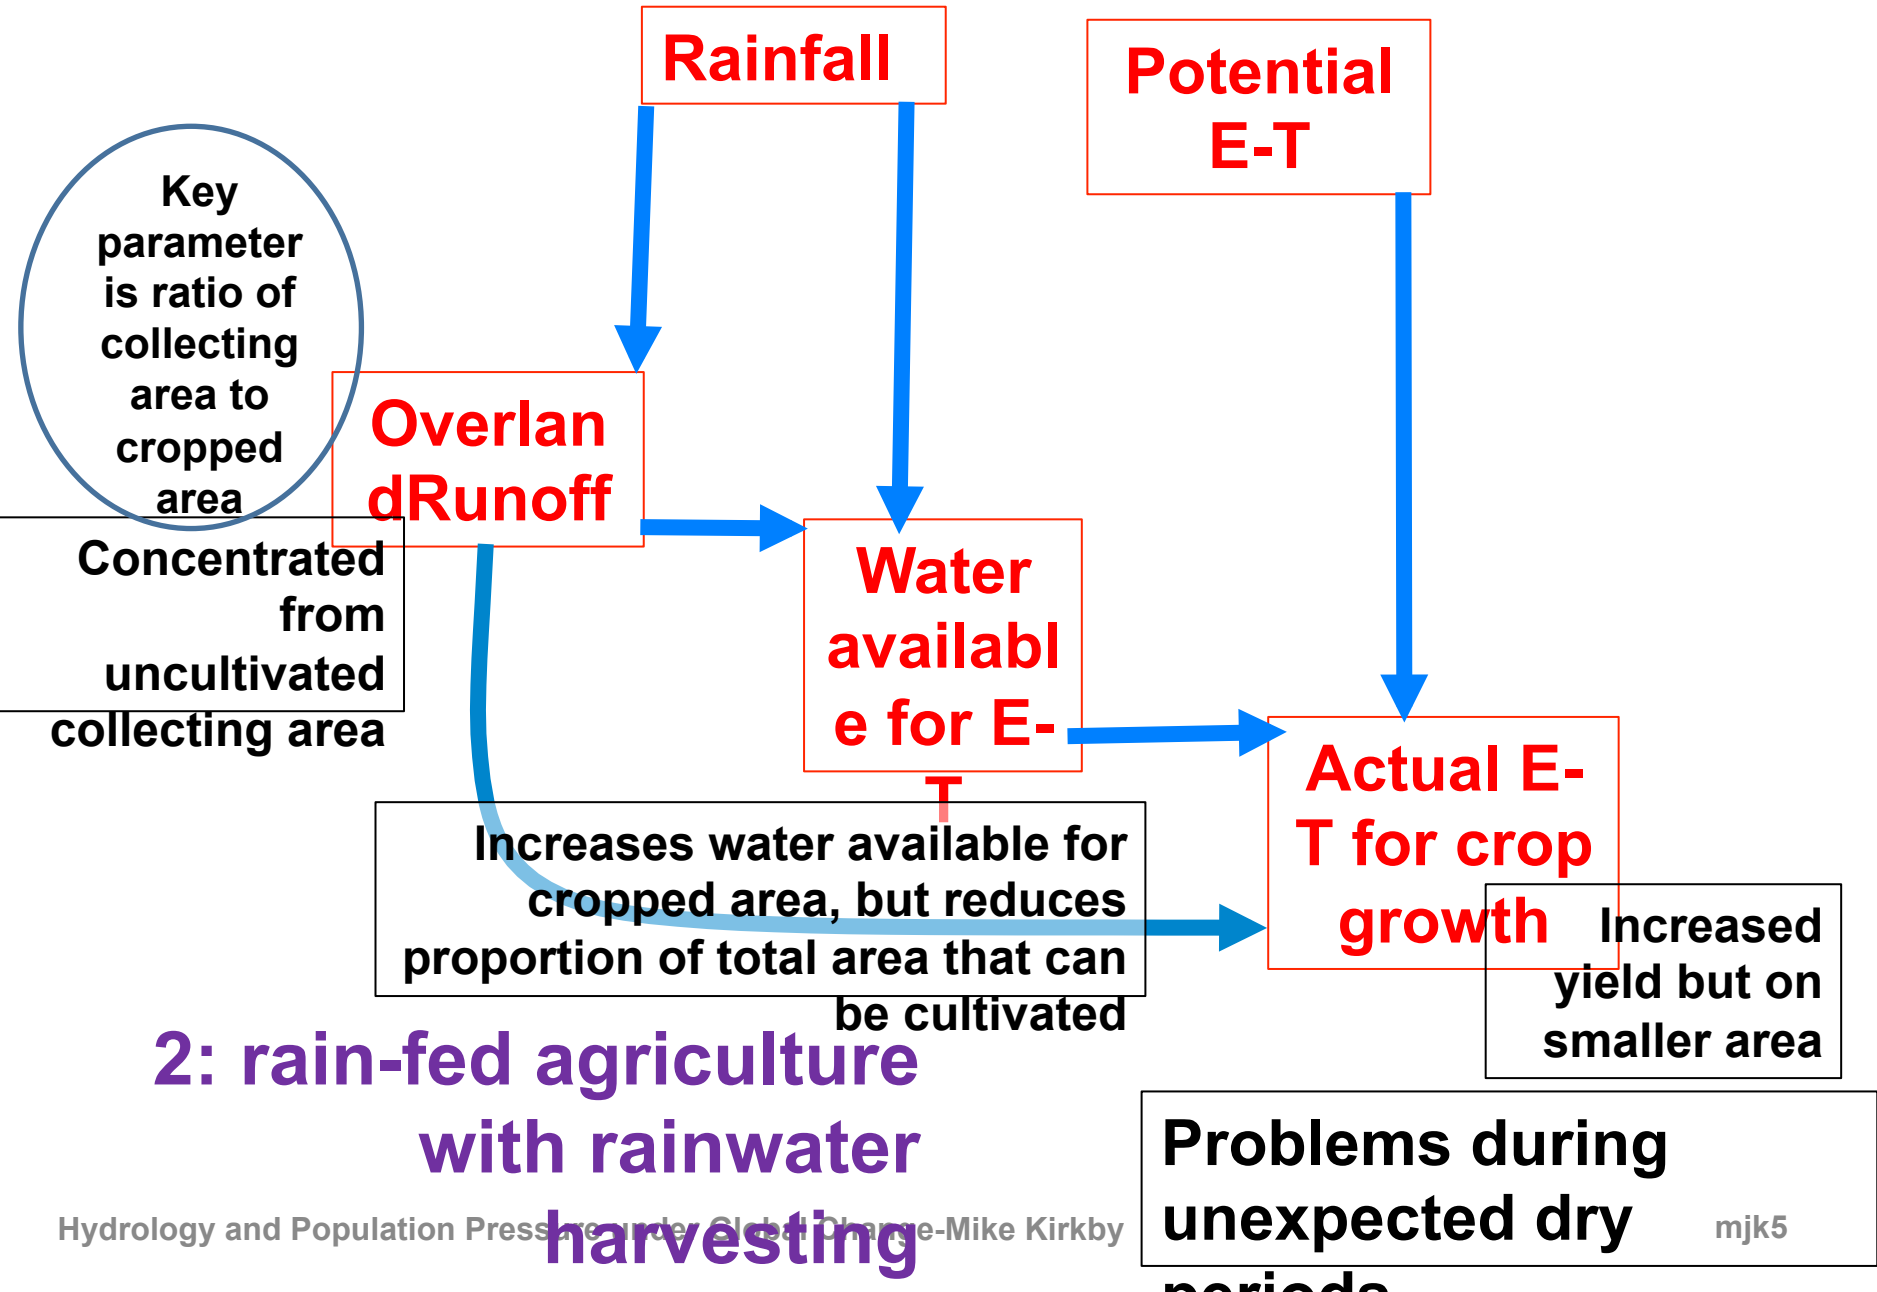 Rainfall
Potential
E-T
Key
parameter
is ratio of
collecting
area to
cropped
area
Overlan
dRunoff
Concentrated
from
uncultivated
collecting area
Water
availabl
e for E-
T
Actual E-
T for crop
growth
Increases water available for
cropped area, but reduces
proportion of total area that can
be cultivated
Increased
yield but on
smaller area
2: rain-fed agriculture
with rainwater
harvesting
Problems during
unexpected dry
periods
Hydrology and Population Pressure under Global Change-Mike Kirkby
mjk5